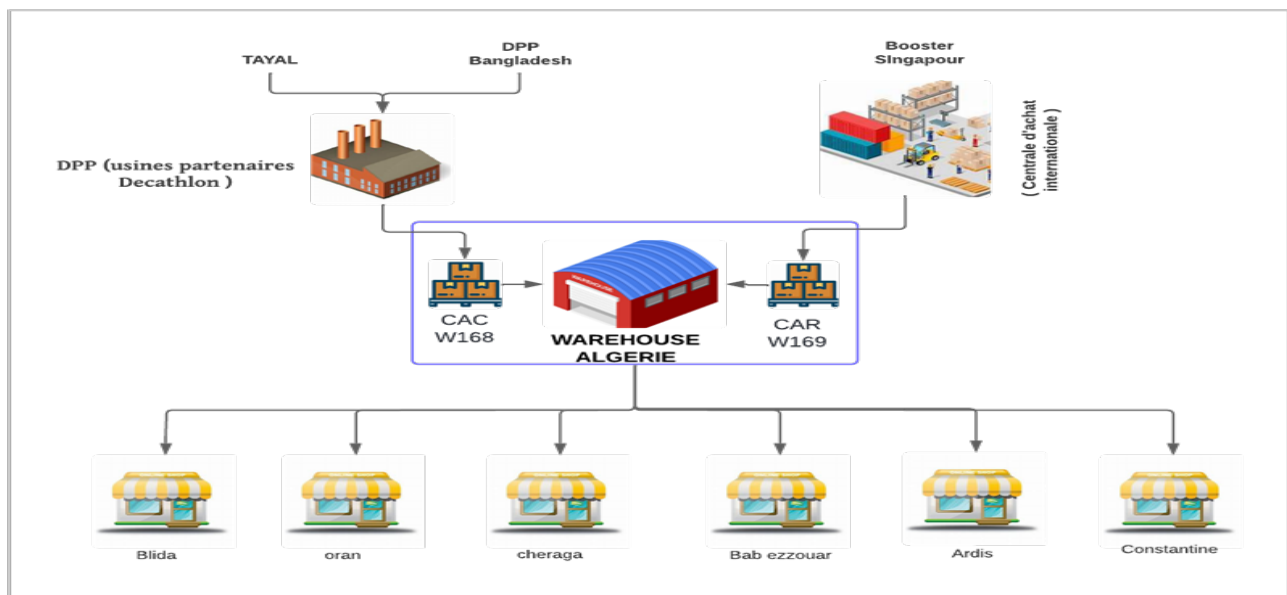 TAYAL
DPP
Bangladesh
Booster
SIngapour
DPP (usines partenaires
Decathlon )
( Centrale d'achat
internationale )
CAC
W168
WAREHOUSE
WAREHOUSE
ALGERIE
CAR
W169
Blida
oran
cheraga
Bab ezzouar
Ardis
Constantine